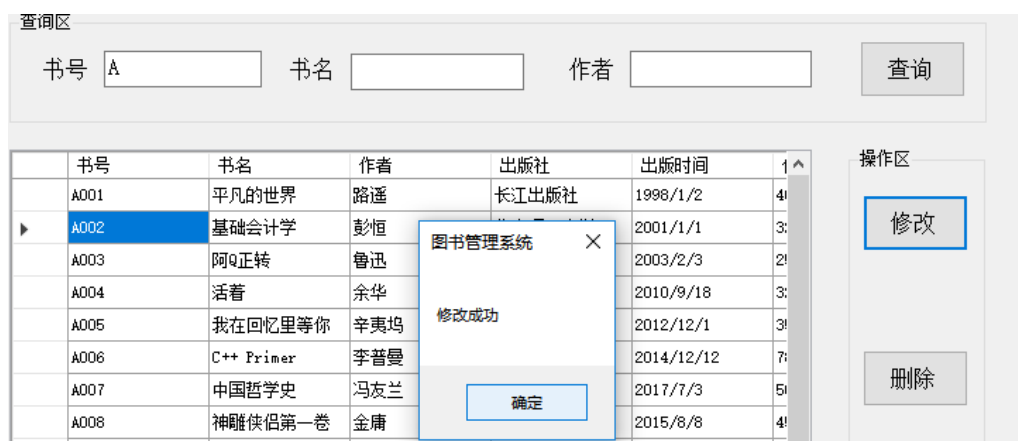 查询区
书号 A 书名 作者 查询
操作区
书号 书名 作者 出版社 出版时间
A001 平凡的世界 路遥 长江出版社 1998/1/2
修改
A002 基础会计学 彭恒 2001/1/1
A003 阿Q正转 鲁迅 2003/2/3
A004 活着 余华 2010/9/18
A005 我在回忆里等你 辛夷坞 2012/12/1
A006 C++ Primer 李普曼 2014/12/12
A007 中国哲学史 冯友兰 2017/7/3
删除
A008 神雕侠侣第一卷 金庸 2015/8/8
图书管理系统
修改成功
确定